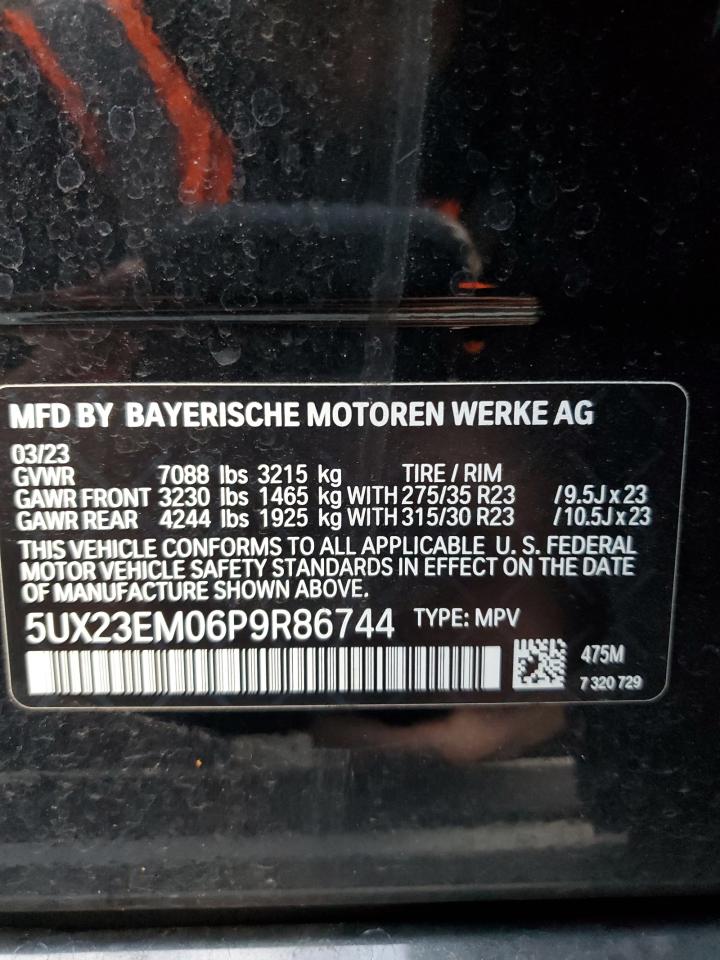 MFD BY BAYERISCHE MOTOREN WERKE AG
03/23
GVWR 7088 lbs 3215 kg TIRE / RIM
GAWR FRONT 3230 lbs 1465 kg WITH 275/35 R23 /9.5J x 23
GAWR REAR 4244 lbs 1925 kg WITH 315/30 R23 /10.5J x 23
THIS VEHICLE CONFORMS TO ALL APPLICABLE U. S. FEDERAL
MOTOR VEHICLE SAFETY STANDARDS IN EFFECT ON THE DATE
OF MANUFACTURE SHOWN ABOVE.
5UX23EM06P9R86744 TYPE: MPV
475M
7 320 729